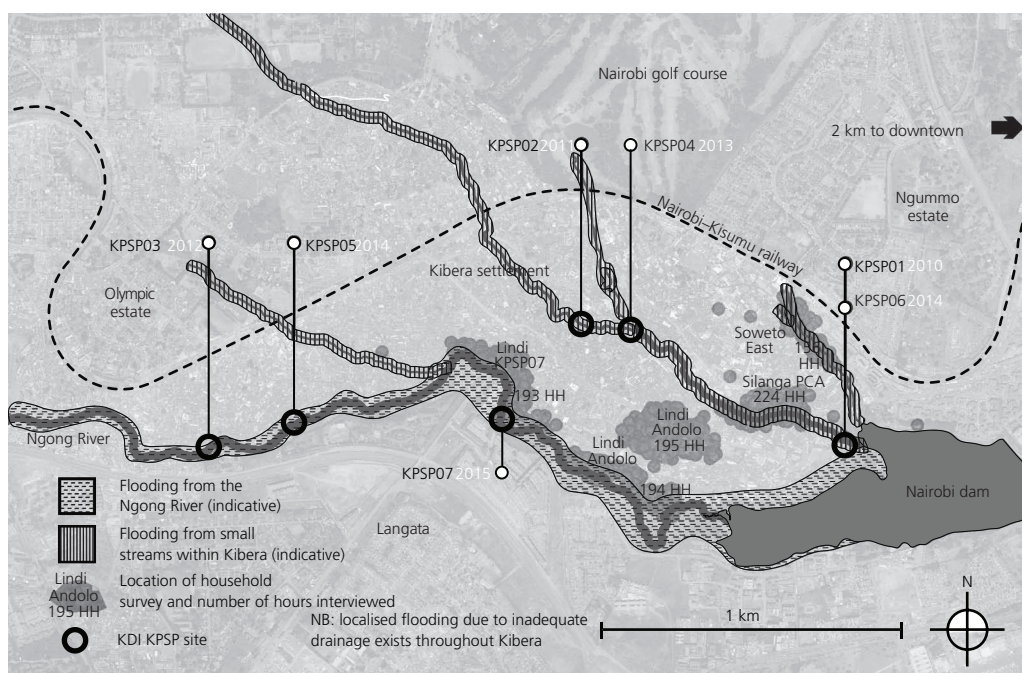 Nairobi golf course
2 km to downtown
KPSP02 2011
KPSP04 2013
Ngummo
estate
Nairobi–Kisumu railway
KPSP03 2012
KPSP05 2014
Kibera settlement
KPSP01 2010
Olympic
estate
KPSP06 2014
Soweto
East
HH
Lindi
KPSP07
Silanga PCA
224 HH
193 HH
Lindi
Andolo
195 HH
Ngong River
Lindi
Andolo
KPSP07 2015
194 HH
Nairobi dam
Langata
Flooding from the
Ngong River (indicative)
Flooding from small
streams within Kibera (indicative)
Lindi
Andolo
195 HH
Location of household
survey and number of hours interviewed
KDI KPSP site
NB: localised flooding due to inadequate
drainage exists throughout Kibera
1 km
N